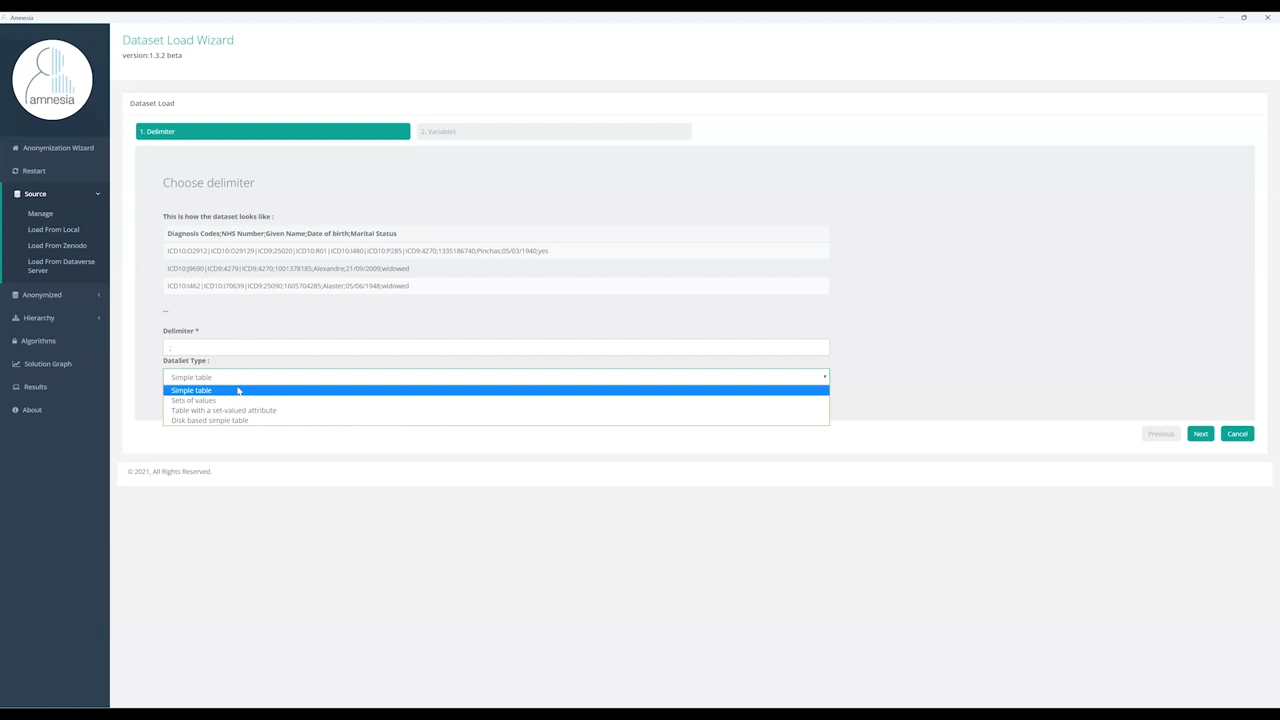 Amnesia
amnesia
Anonymization Wizard
Restart
Source
Manage
Load From Local
Load From Zenodo
Load From Dataverse
Server
Anonymized
Hierarchy
Algorithms
Solution Graph
Results
About
Dataset Load Wizard
version:1.3.2 beta
Dataset Load
1. Delimiter
2. Variables
Choose delimiter
This is how the dataset looks like :
Diagnosis Codes;NHS Number;Given Name;Date of birth;Marital Status
ICD10:O2912|ICD10:O29129|ICD9:25020|ICD10:R01|ICD10:I480|ICD10:P285|ICD9:4270;1335186740;Pinchas;05/03/1940;yes
ICD10:J9690|ICD9:4279|ICD9:4270;1001378185;Alexandre;21/09/2009;widowed
ICD10:I462|ICD10:I70639|ICD9:25090;1605704285;Alaster;05/06/1948;widowed
...
Delimiter *
;
DataSet Type :
Simple table
Simple table
Sets of values
Table with a set-valued attribute
Disk based simple table
Previous
Next
Cancel
© 2021, All Rights Reserved.